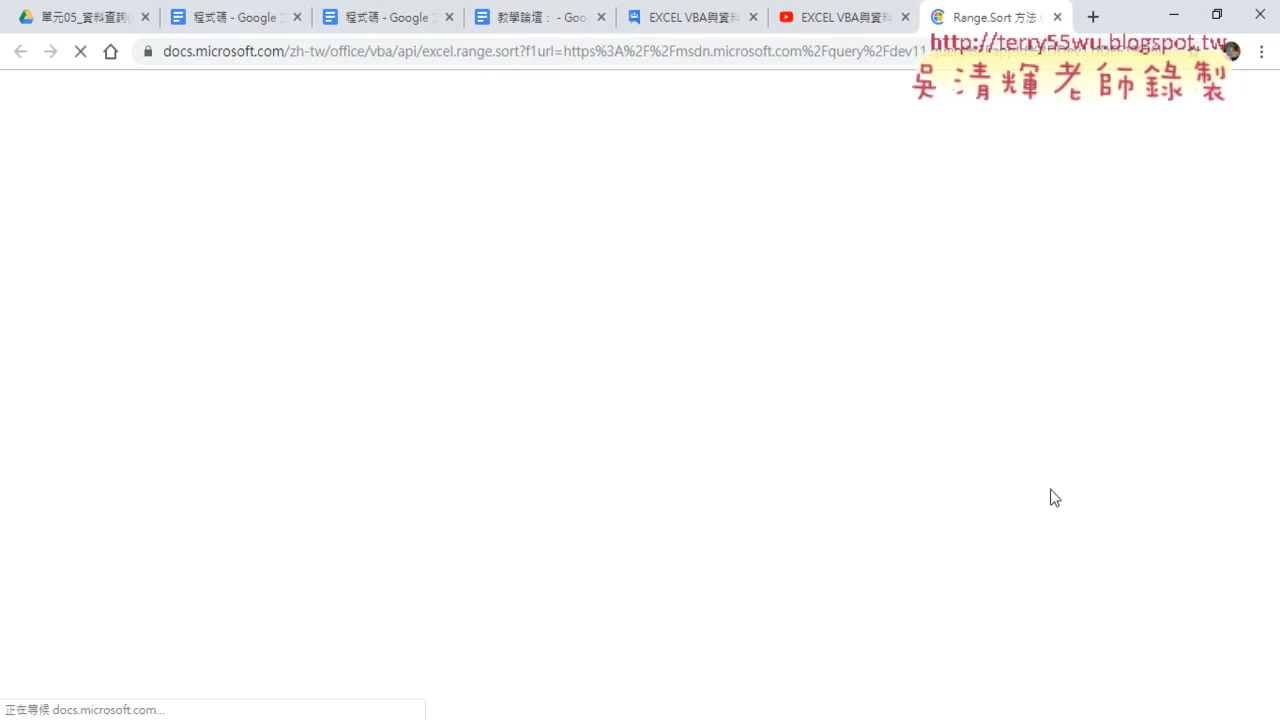 單元05_資料查詢(
程式碼 - Google
程式碼 - Google
教學論壇： - Goo
EXCEL VBA與資料
EXCEL VBA與資料
Range.Sort 方法 (
docs.microsoft.com/zh-tw/office/vba/api/excel.range.sort?f1url=https%3A%2F%2Fmsdn.microsoft.com%2Fquery%2Fdev11.query
http://terry55wu.blogspot.tw
吳清輝老師錄製
正在等候 docs.microsoft.com...